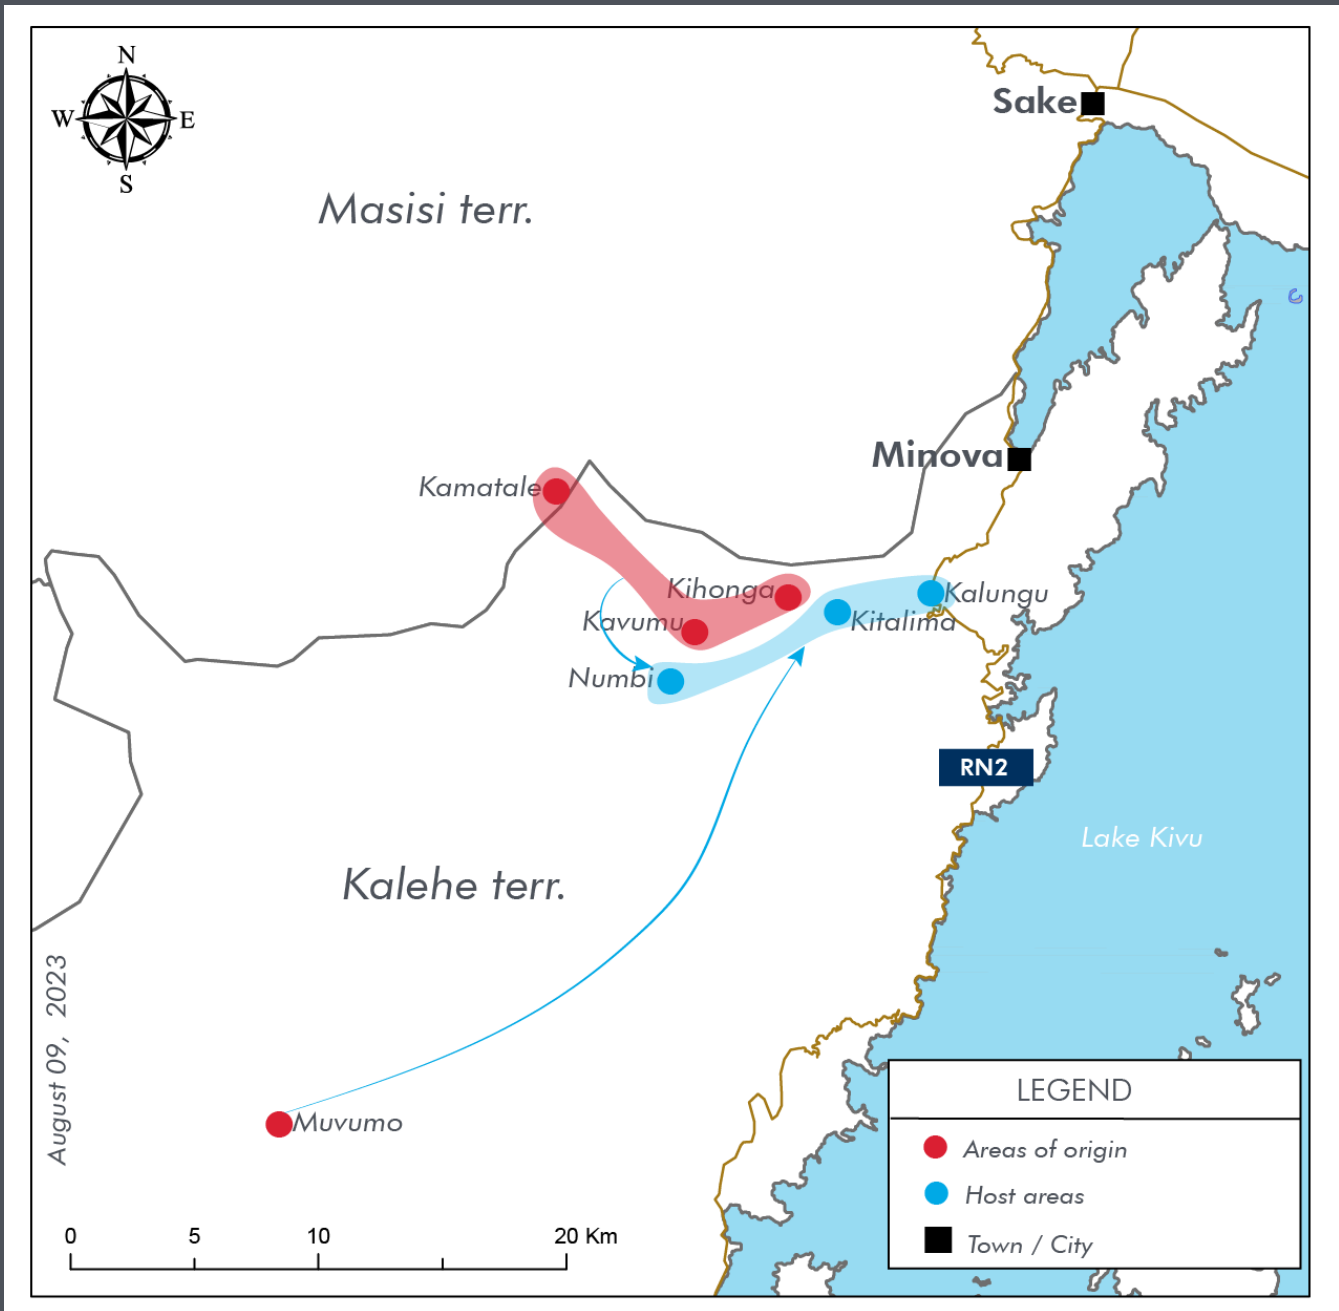 N
W
E
S
Sake
Masisi terr.
Minova
Kamatale
Kihonga
Kalungu
Kavumu
Kitalima
Numbi
RN2
Lake Kivu
Kalehe terr.
August 09, 2023
Muvumo
LEGEND
Areas of origin
Host areas
Town / City
0 5 10 20 Km